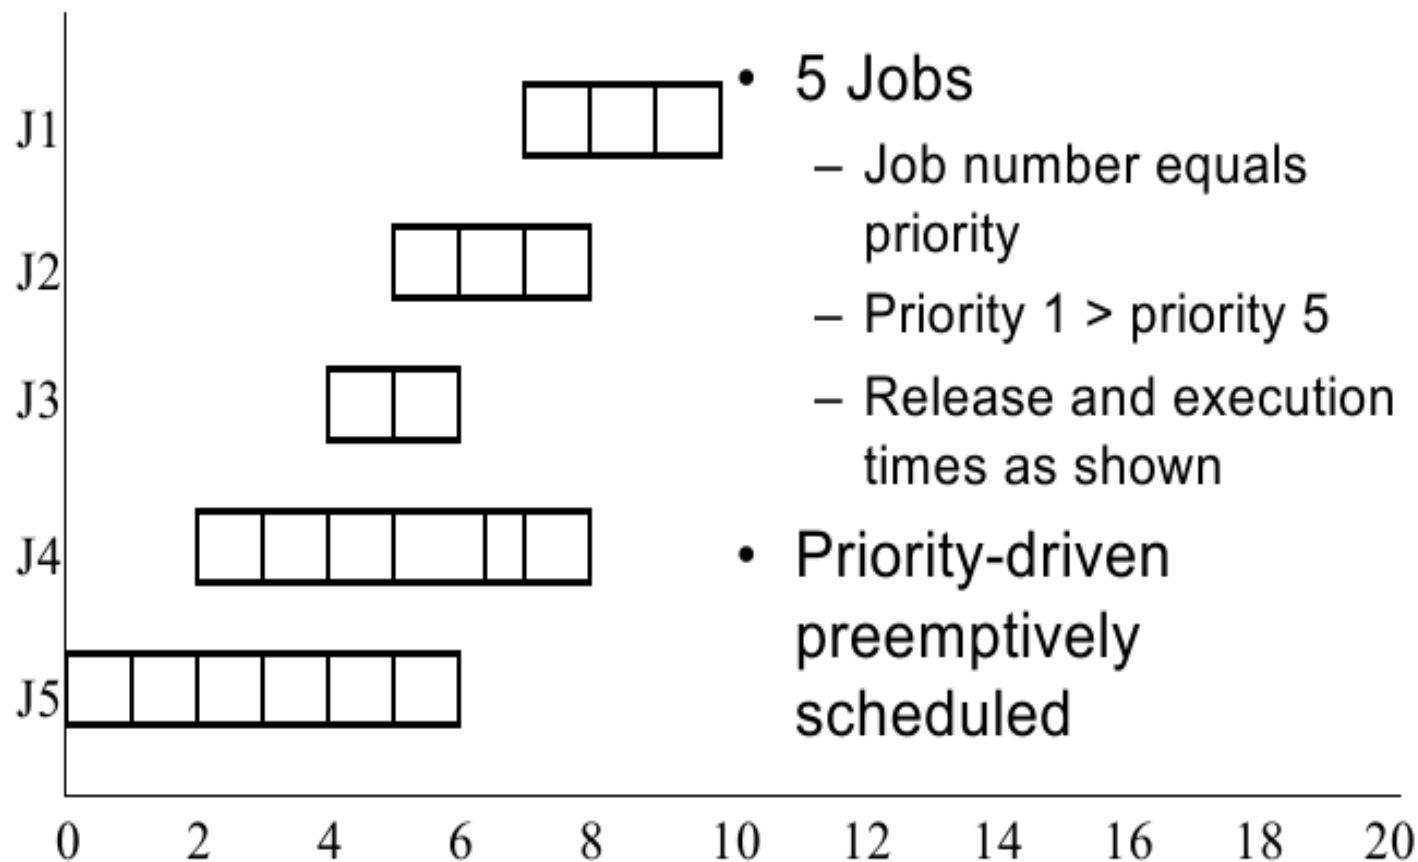 J1
J2
J3
J4
J5
0 2 4 6 8 10 12 14 16 18 20
• 5 Jobs
– Job number equals
priority
– Priority 1 > priority 5
– Release and execution
times as shown
• Priority-driven
preemptively
scheduled